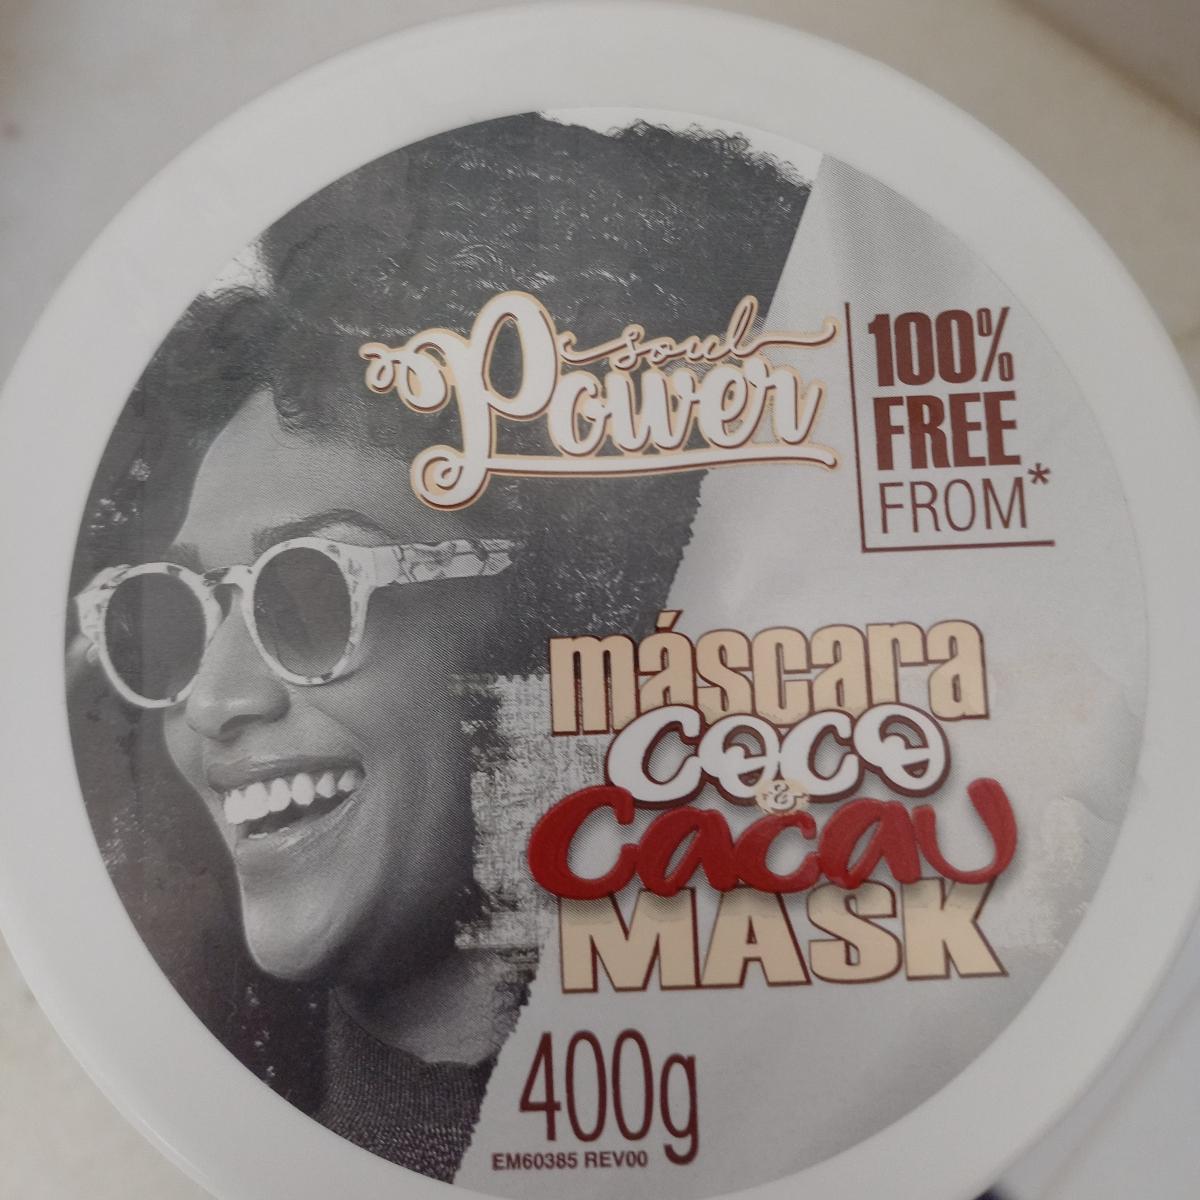 soul
Power
100%
FREE
FROM*
máscara
coco
&
cacau
MASK
400g
EM60385 REV00